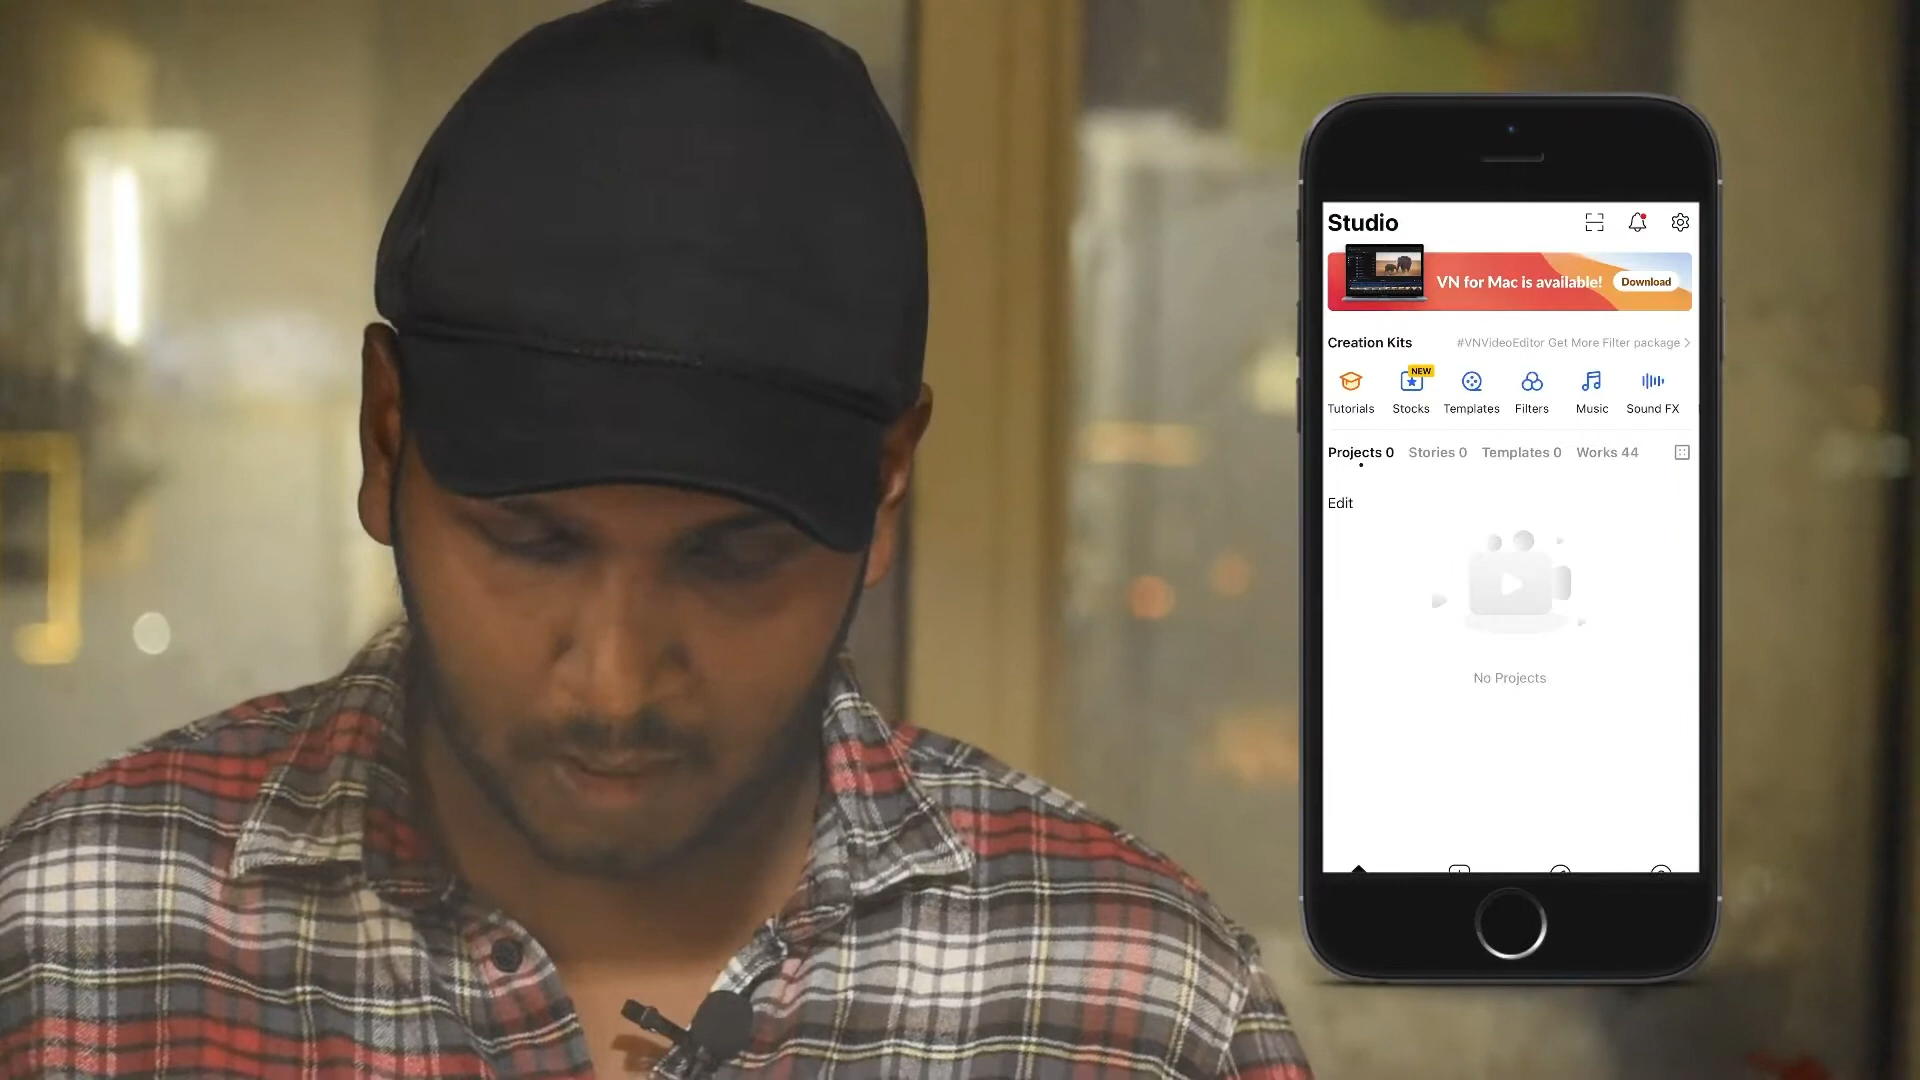 Studio
VN for Mac is available! Download
Creation Kits #VNVideoEditor Get More Filter package
NEW
Tutorials Stocks Templates Filters Music Sound FX
Projects 0 Stories 0 Templates 0 Works 44
Edit
No Projects